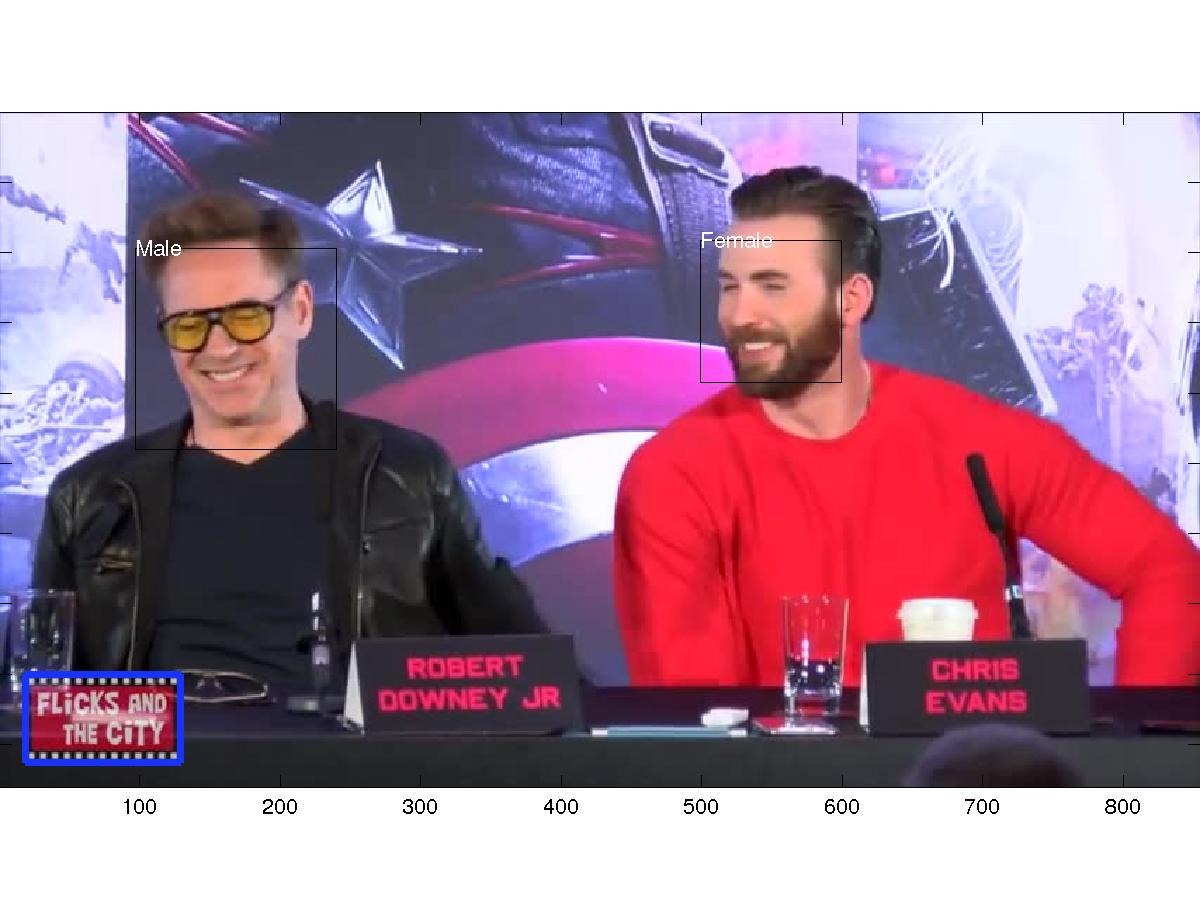 Male
Female
ROBERT
DOWNEY JR
CHRIS
EVANS
FLiCKS AND
THE CiTY
100 200 300 400 500 600 700 800